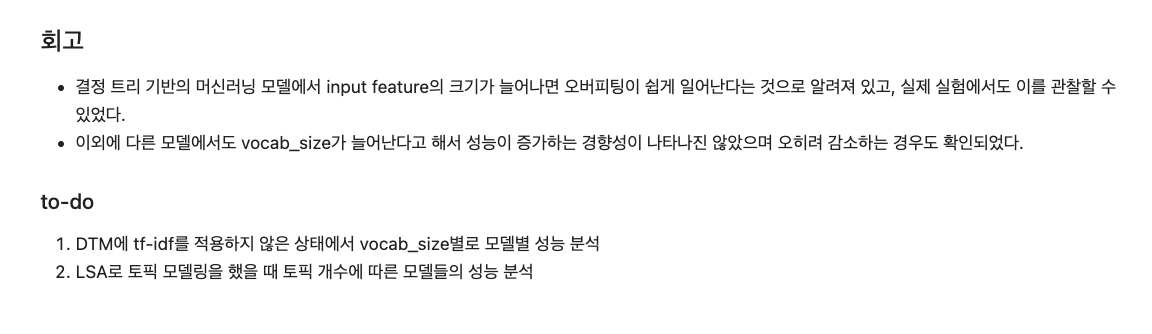 회고
• 결정 트리 기반의 머신러닝 모델에서 input feature의 크기가 늘어나면 오버피팅이 쉽게 일어난다는 것으로 알려져 있고, 실제 실험에서도 이를 관찰할 수
있었다.
• 이외에 다른 모델에서도 vocab_size가 늘어난다고 해서 성능이 증가하는 경향성이 나타나진 않았으며 오히려 감소하는 경우도 확인되었다.
to-do
1. DTM에 tf-idf를 적용하지 않은 상태에서 vocab_size별로 모델별 성능 분석
2. LSA로 토픽 모델링을 했을 때 토픽 개수에 따른 모델들의 성능 분석